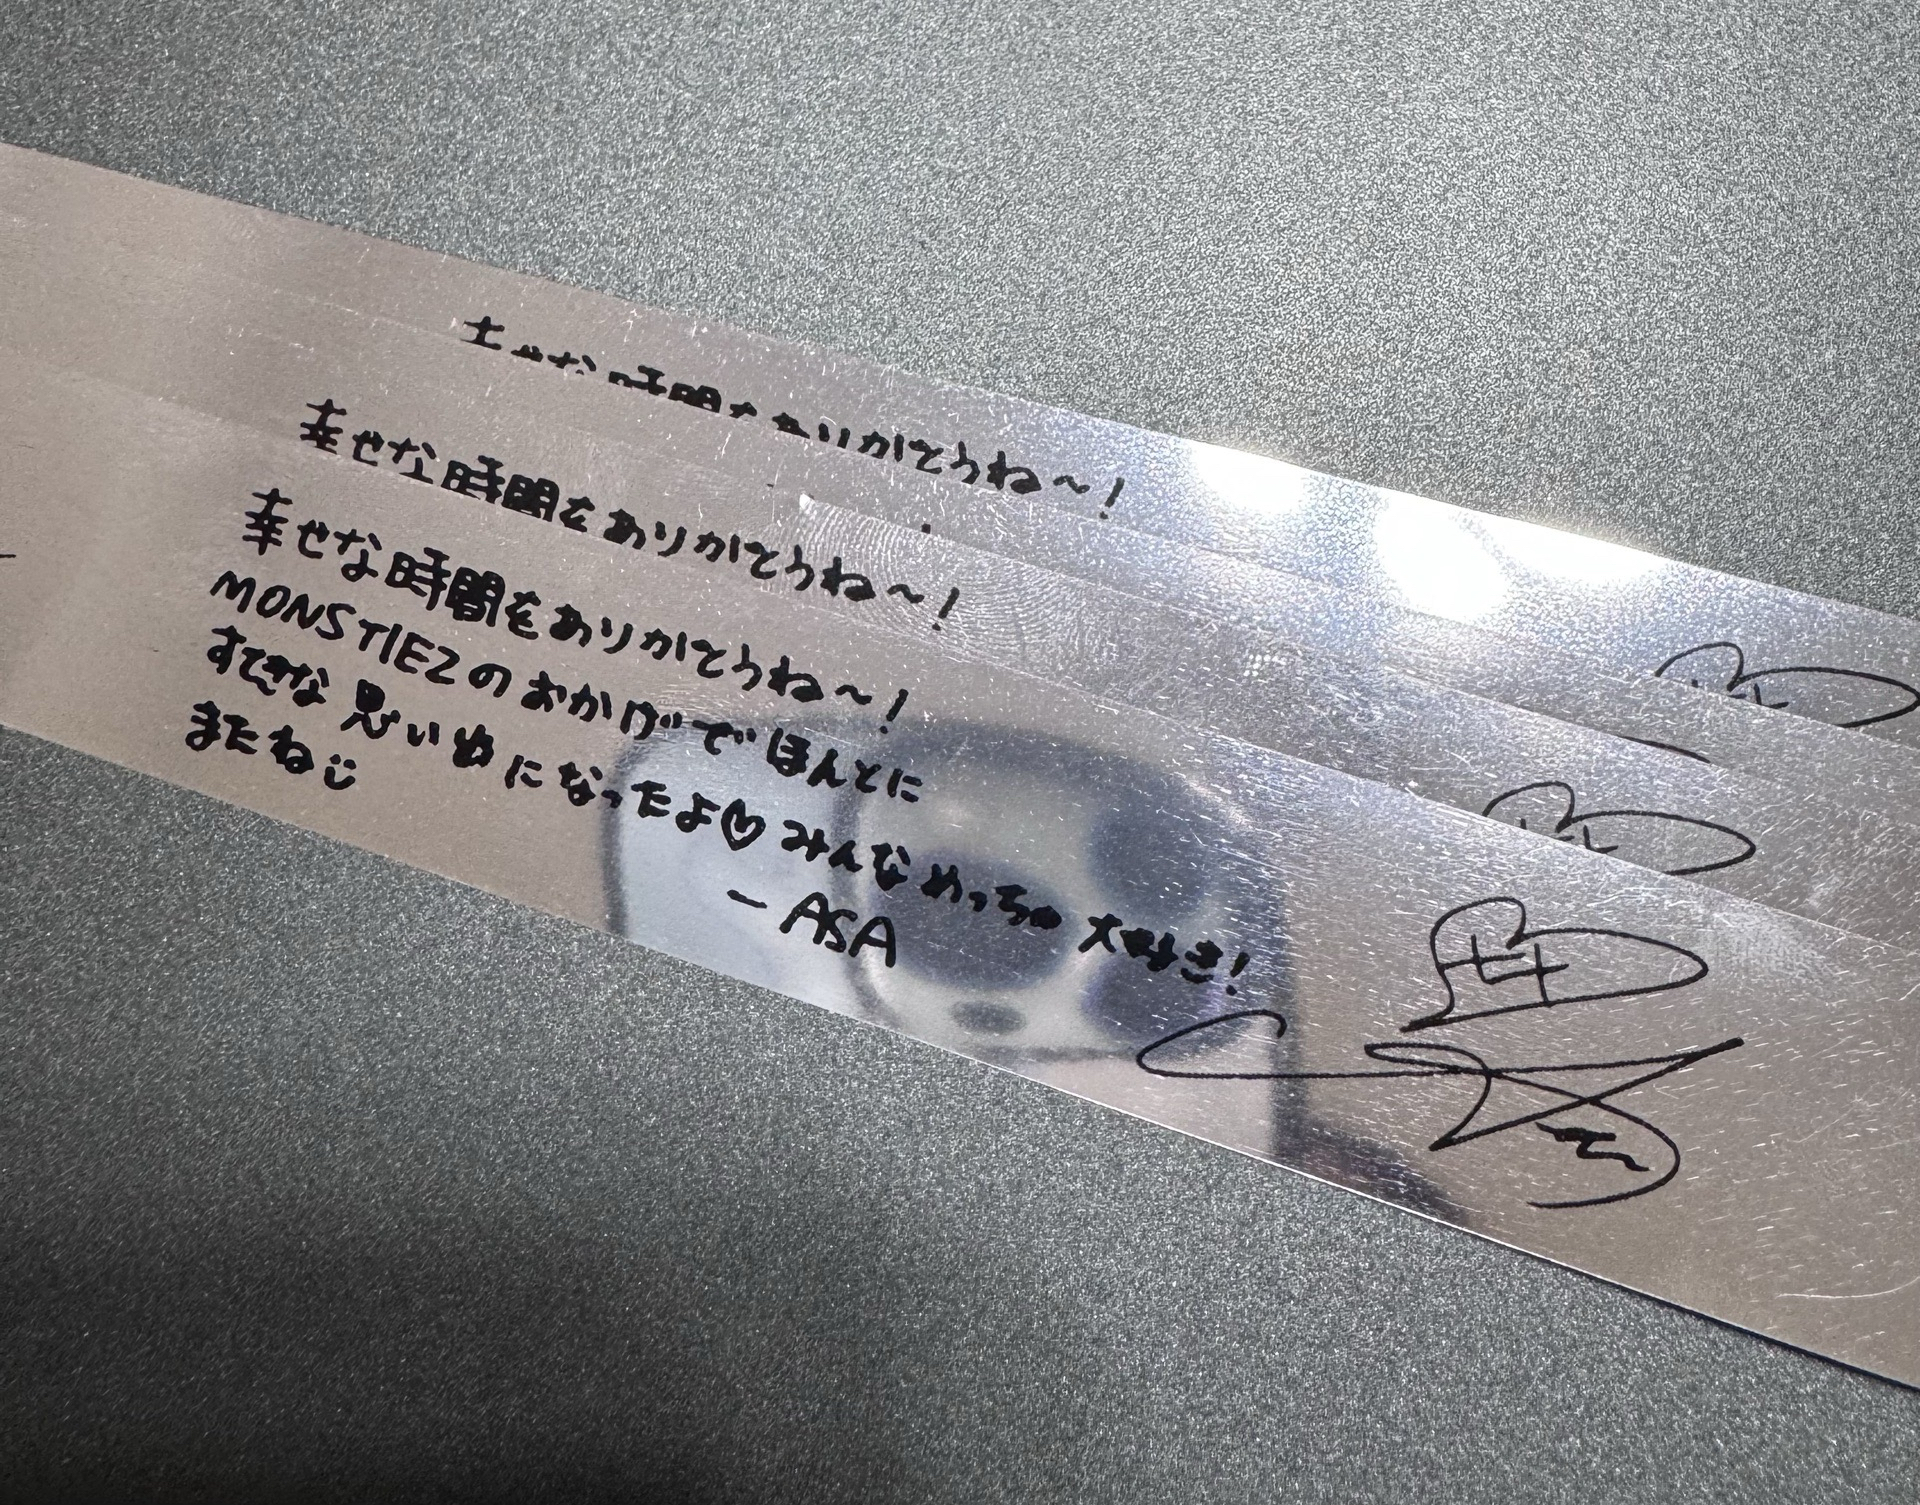 幸せな時間をありがとうね〜!
幸せな時間をありがとうね〜!
幸せな時間をありがとうね〜!
MONSTIEZのおかげでほんとに
すてきな思い出になったよ♡みんなめっちゃ大好き!
またね
- ASA